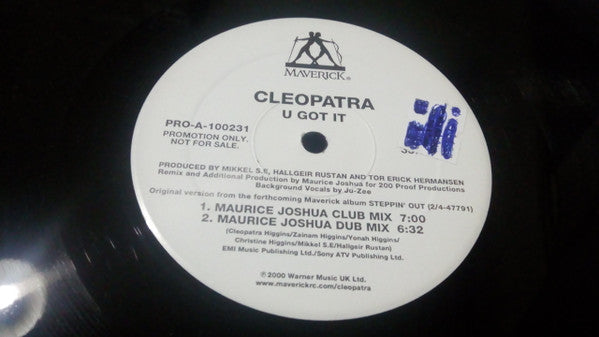 MAVERICK®
CLEOPATRA
U GOT IT
PRO-A-100231
PROMOTION ONLY.
NOT FOR SALE.
PRODUCED BY MIKKEL S.E, HALLGEIR RUSTAN AND TOR ERICK HERMANSEN
Remix and Additional Production by Maurice Joshua for 200 Proof Productions
Background Vocals by Ju-Zee
Original version from the forthcoming Maverick album STEPPIN' OUT (2/4-47791)
1. MAURICE JOSHUA CLUB MIX 7:00
2. MAURICE JOSHUA DUB MIX 6:32
(Cleopatra Higgins/Zainam Higgins/Yonah Higgins/
Christine Higgins/Mikkel S.E/Hallgeir Rustan)
EMI Music Publishing Ltd./Sony ATV Publishing Ltd.
℗2000 Warner Music UK Ltd.
www.maverickrc.com/cleopatra